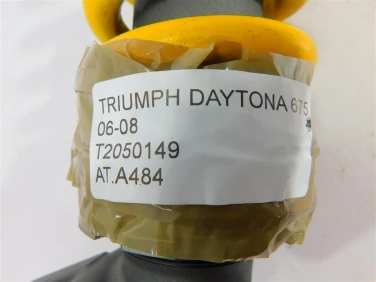 TRIUMPH DAYTONA 675
06-08
T2050149
AT.A484